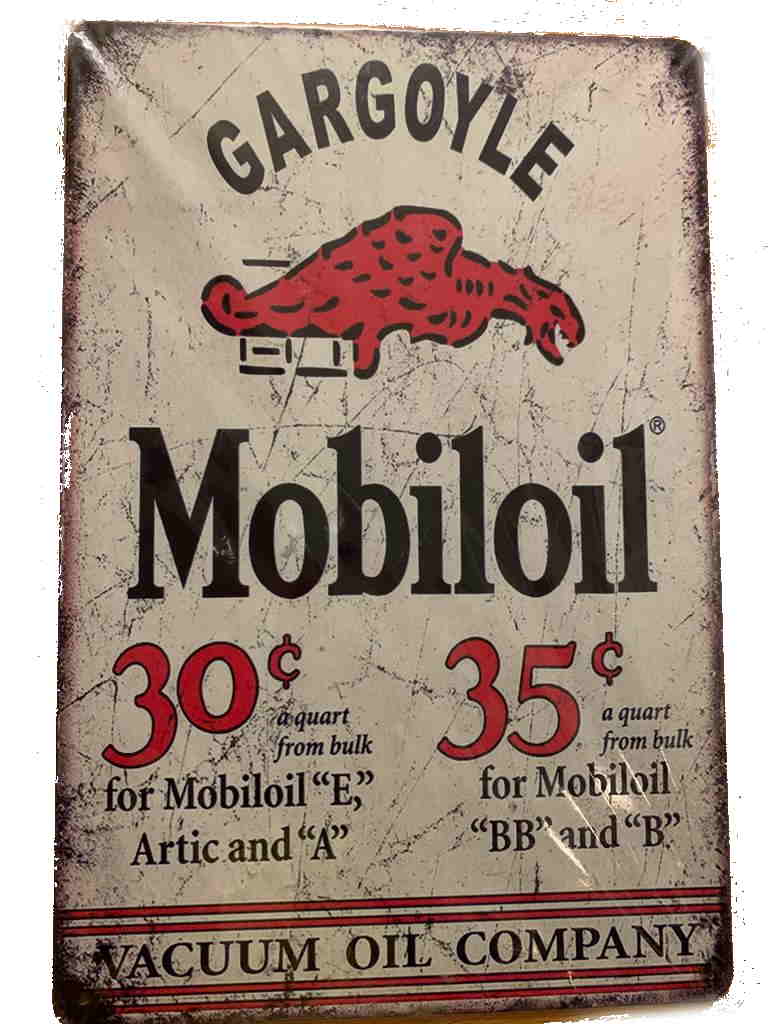 GARGOYLE
Mobiloil®
30¢ a quart
from bulk
for Mobiloil “E,”
Artic and “A”
35¢ a quart
from bulk
for Mobiloil
“BB” and “B”
VACUUM OIL COMPANY